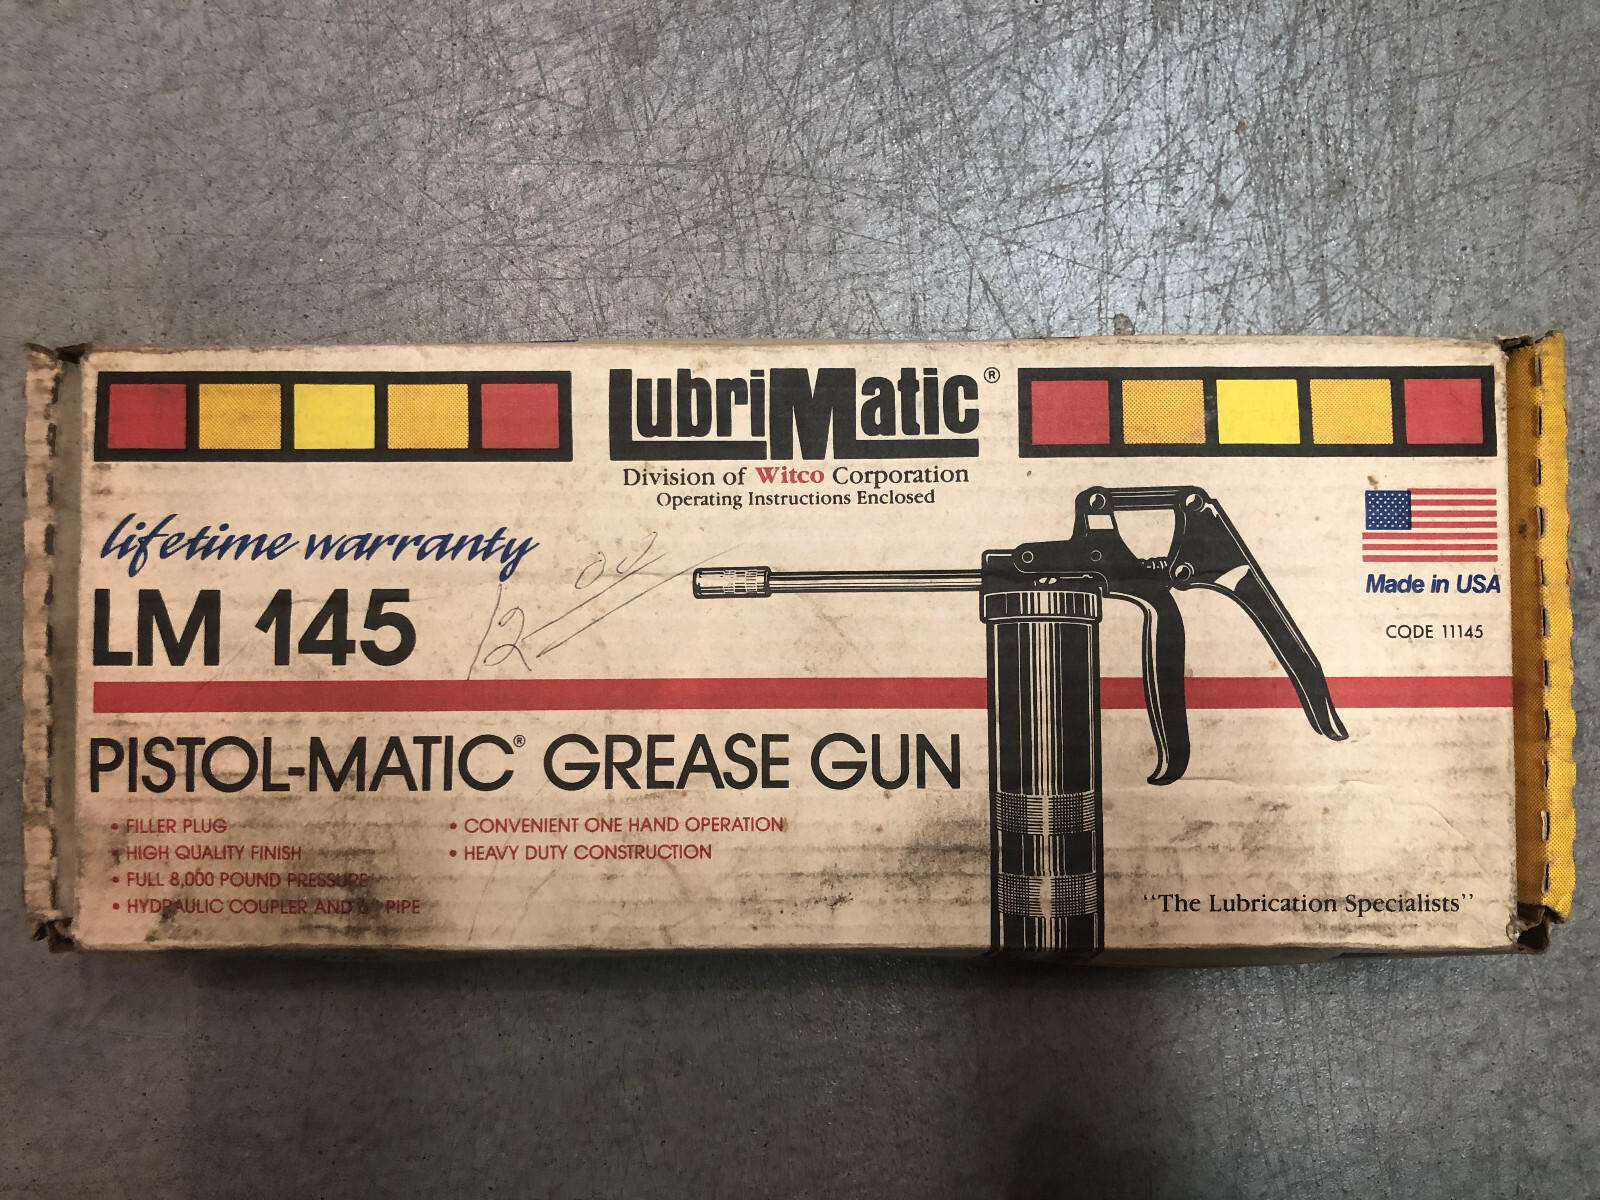 LubriMatic®
Division of Witco Corporation
Operating Instructions Enclosed
lifetime warranty
LM 145
Made in USA
CODE 11145
PISTOL-MATIC® GREASE GUN
• FILLER PLUG
• HIGH QUALITY FINISH
• FULL 8,000 POUND PRESSURE
• HYDRAULIC COUPLER AND 6" PIPE
• CONVENIENT ONE HAND OPERATION
• HEAVY DUTY CONSTRUCTION
“The Lubrication Specialists”